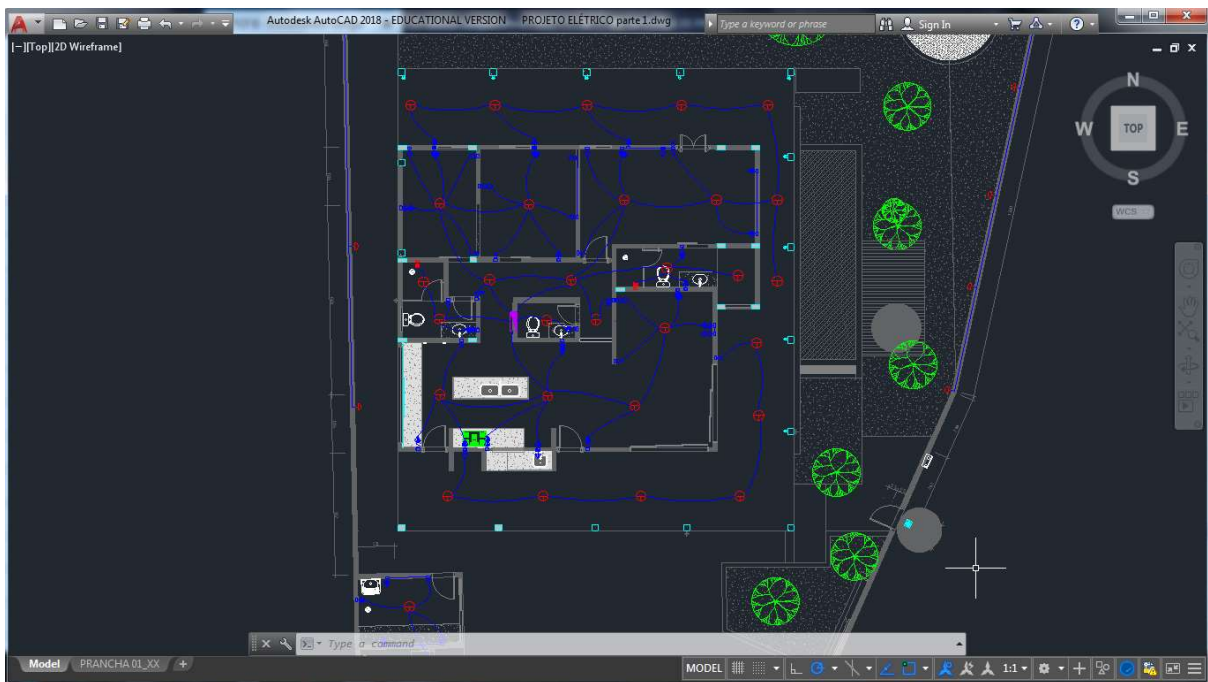 Autodesk AutoCAD 2018 - EDUCATIONAL VERSION PROJETO ELÉTRICO parte 1.dwg
Type a keyword or phrase
Sign In
[−][Top][2D Wireframe]
N
W
TOP
E
S
WCS
Type a command
Model
PRANCHA 01_XX
MODEL
1:1